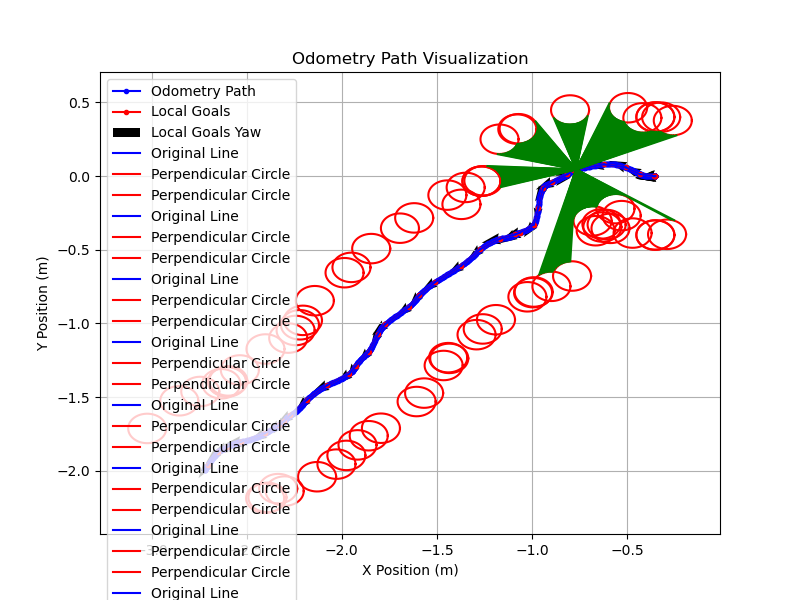 Odometry Path Visualization
Odometry Path
Local Goals
Local Goals Yaw
Original Line
Perpendicular Circle
Perpendicular Circle
Original Line
Perpendicular Circle
Perpendicular Circle
Original Line
Perpendicular Circle
Perpendicular Circle
Original Line
Perpendicular Circle
Perpendicular Circle
Original Line
Perpendicular Circle
Perpendicular Circle
Original Line
Perpendicular Circle
Perpendicular Circle
Original Line
Perpendicular Circle
Perpendicular Circle
Original Line
0.5
0.0
−0.5
−1.0
−1.5
−2.0
Y Position (m)
−2.0
−1.5
−1.0
−0.5
X Position (m)